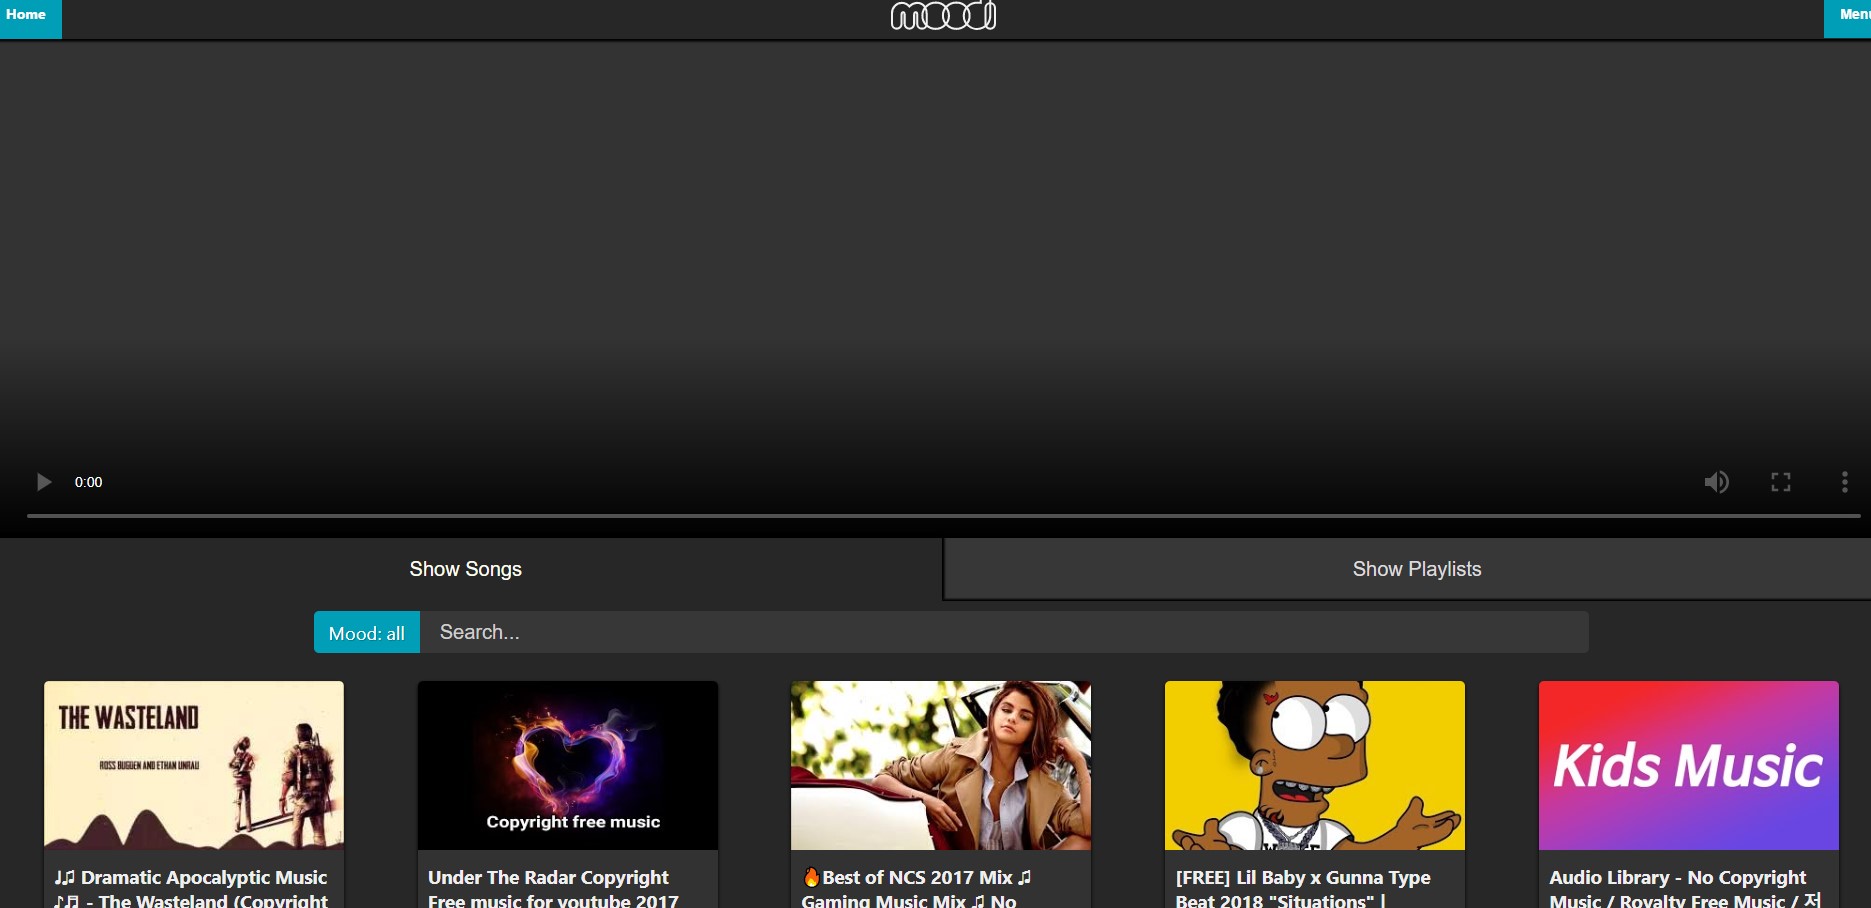 Home
mood
Menu
0:00
Show Songs
Show Playlists
Mood: all
Search...
THE WASTELAND
ROSS BUGDEN AND ETHAN UNRAU
Copyright free music
Kids Music
♩♫ Dramatic Apocalyptic Music
♪♬ - The Wasteland (Copyright
Under The Radar Copyright
Free music for youtube 2017
🔥Best of NCS 2017 Mix ♫
Gaming Music Mix ♫ No
[FREE] Lil Baby x Gunna Type
Beat 2018 "Situations" |
Audio Library - No Copyright
Music / Royalty Free Music / 저